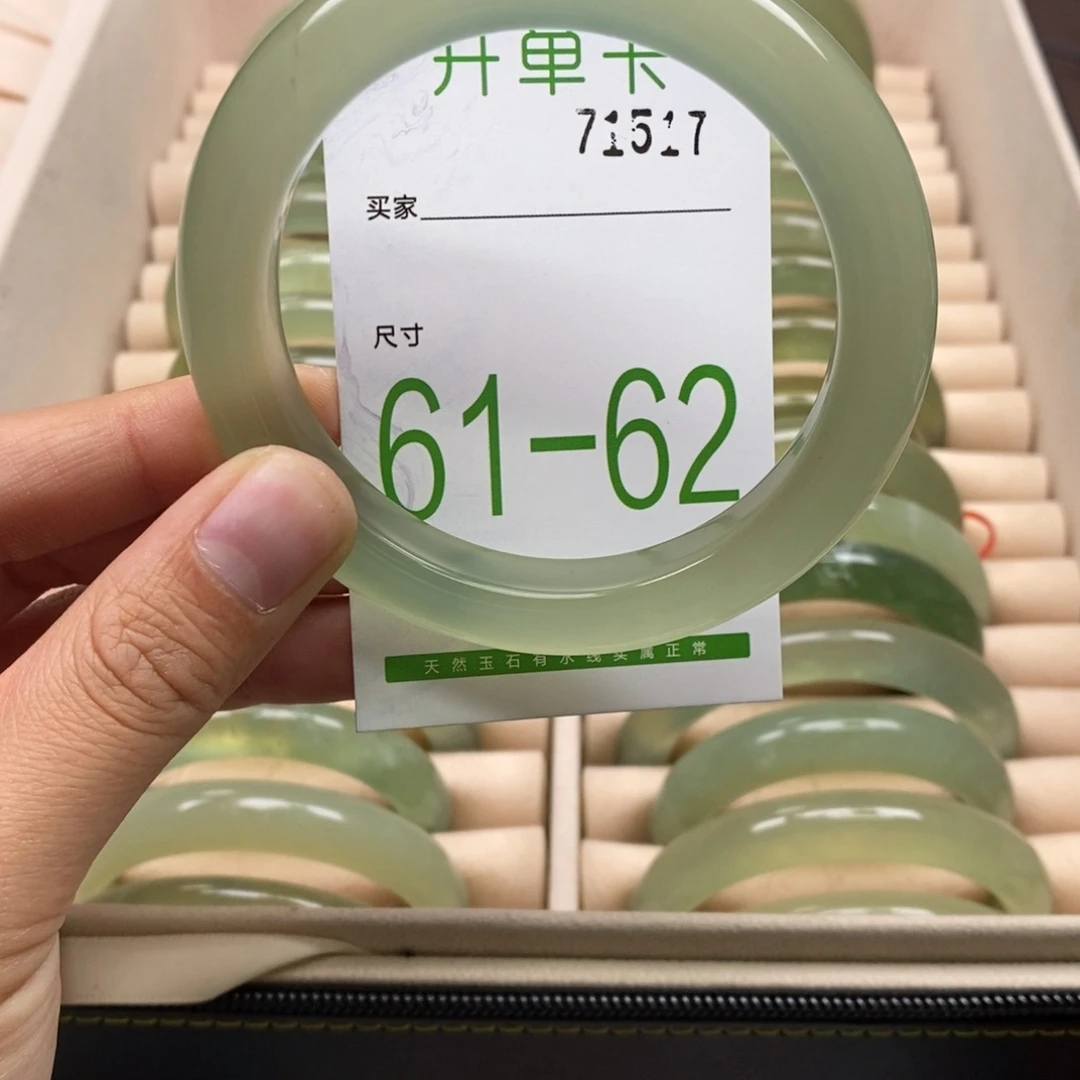 开单卡
71517
买家
尺寸
61-62
天然玉石有水线实属正常